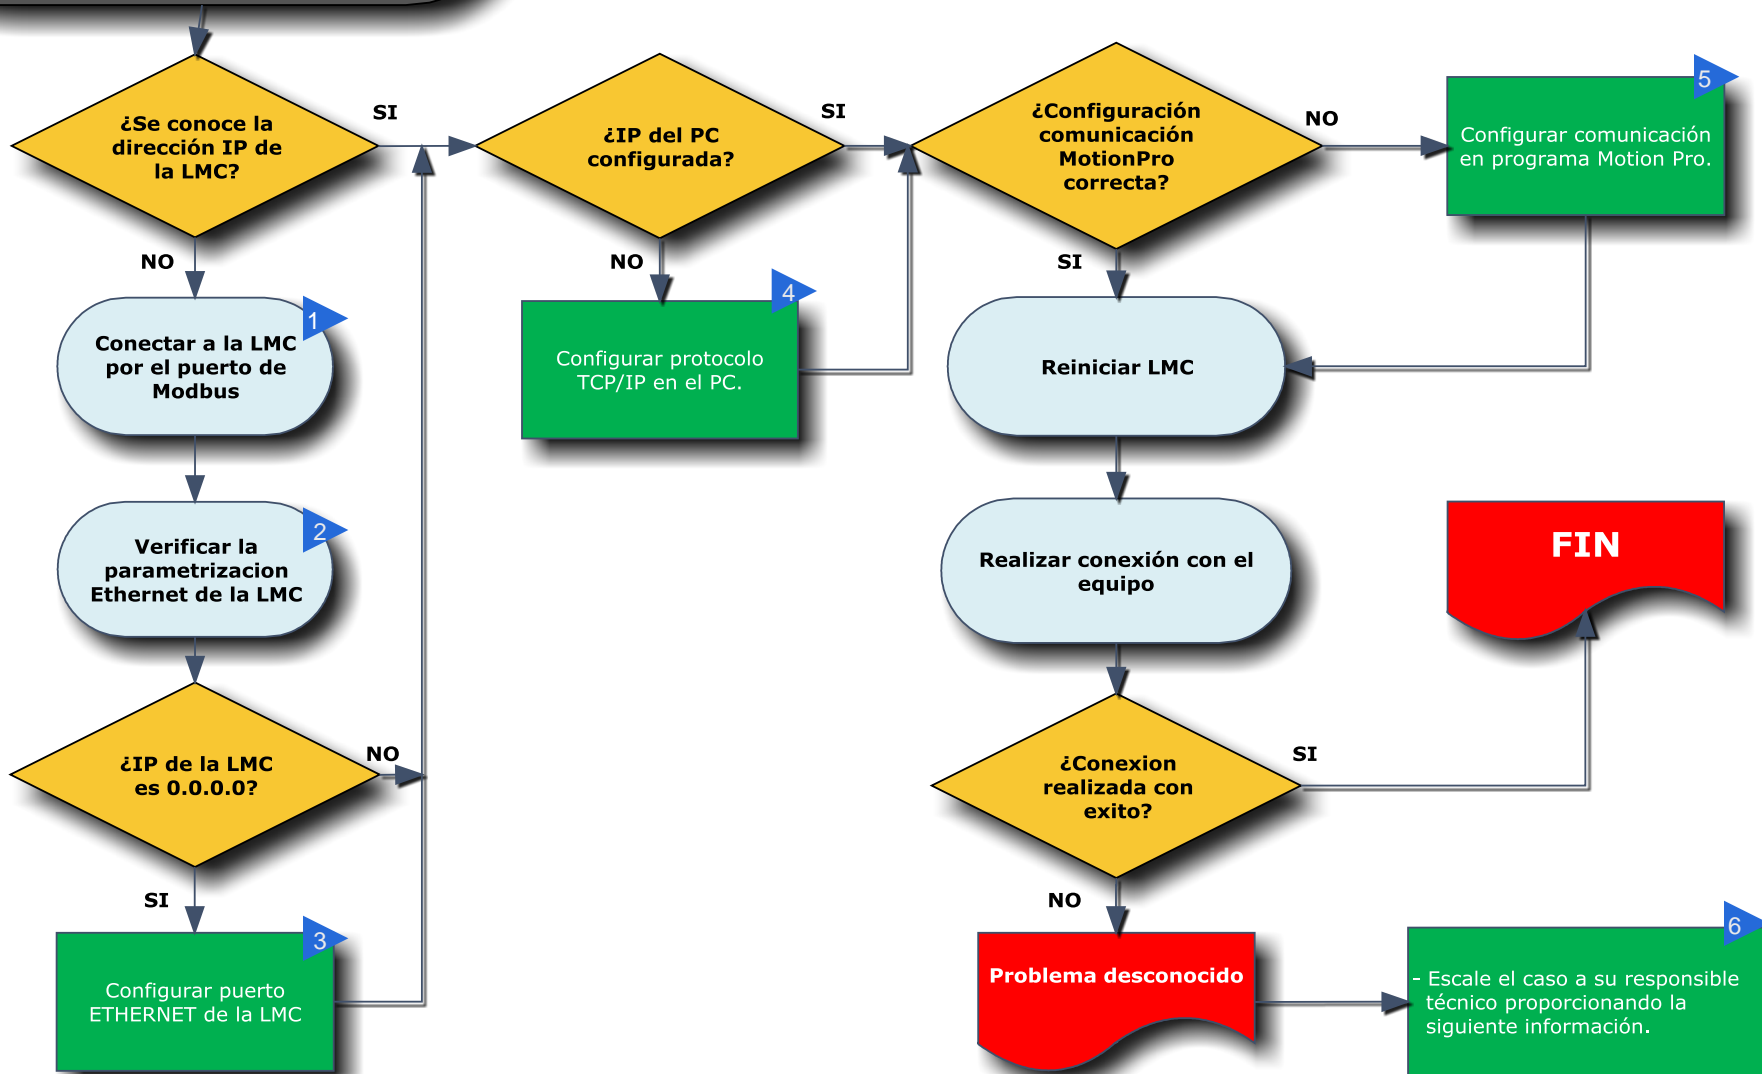 ¿Se conoce la
dirección IP de
la LMC?
SI
NO
1
Conectar a la LMC
por el puerto de
Modbus
2
Verificar la
parametrizacion
Ethernet de la LMC
¿IP de la LMC
es 0.0.0.0?
NO
SI
3
Configurar puerto
ETHERNET de la LMC
¿IP del PC
configurada?
SI
NO
4
Configurar protocolo
TCP/IP en el PC.
¿Configuración
comunicación
MotionPro
correcta?
NO
SI
5
Configurar comunicación
en programa Motion Pro.
Reiniciar LMC
Realizar conexión con el
equipo
¿Conexion
realizada con
exito?
SI
NO
FIN
Problema desconocido
6
- Escale el caso a su responsible
técnico proporcionando la
siguiente información.